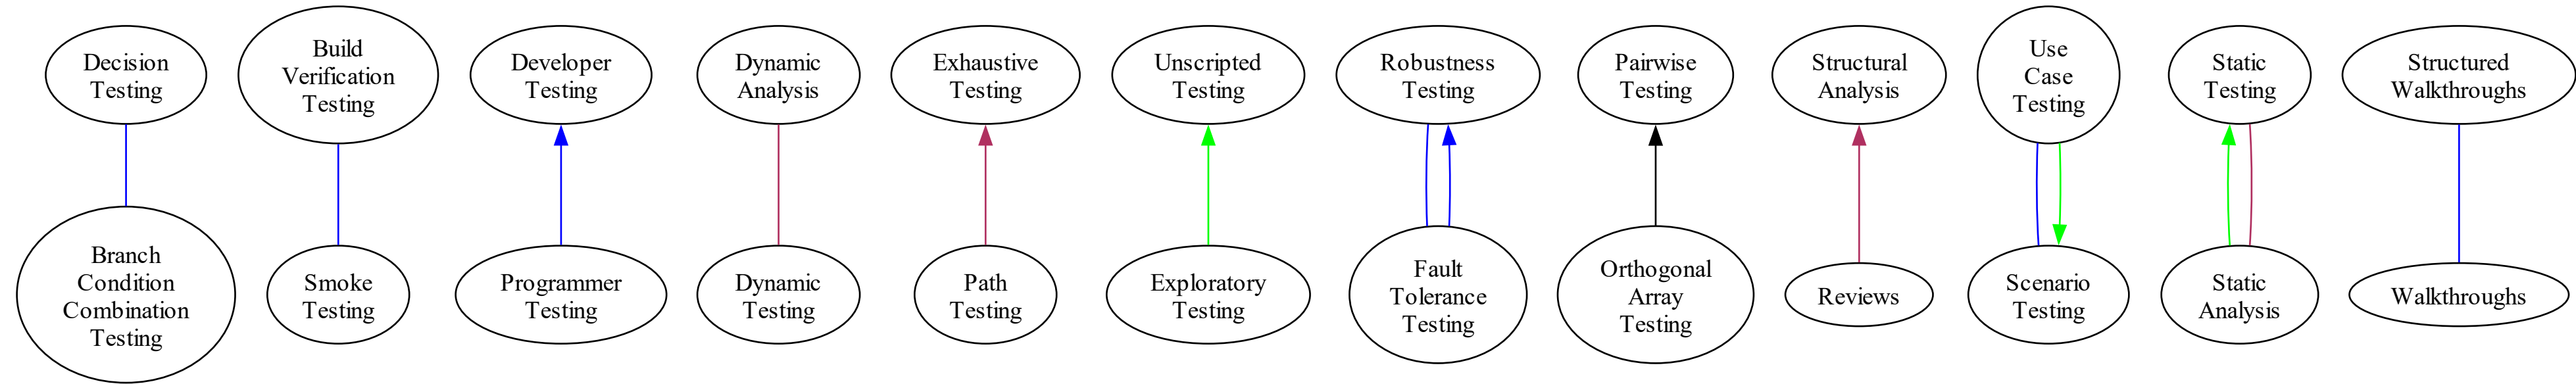 Decision
Testing
Build
Verification
Testing
Developer
Testing
Dynamic
Analysis
Exhaustive
Testing
Unscripted
Testing
Robustness
Testing
Pairwise
Testing
Structural
Analysis
Use
Case
Testing
Static
Testing
Structured
Walkthroughs
Branch
Condition
Combination
Testing
Smoke
Testing
Programmer
Testing
Dynamic
Testing
Path
Testing
Exploratory
Testing
Fault
Tolerance
Testing
Orthogonal
Array
Testing
Reviews
Scenario
Testing
Static
Analysis
Walkthroughs